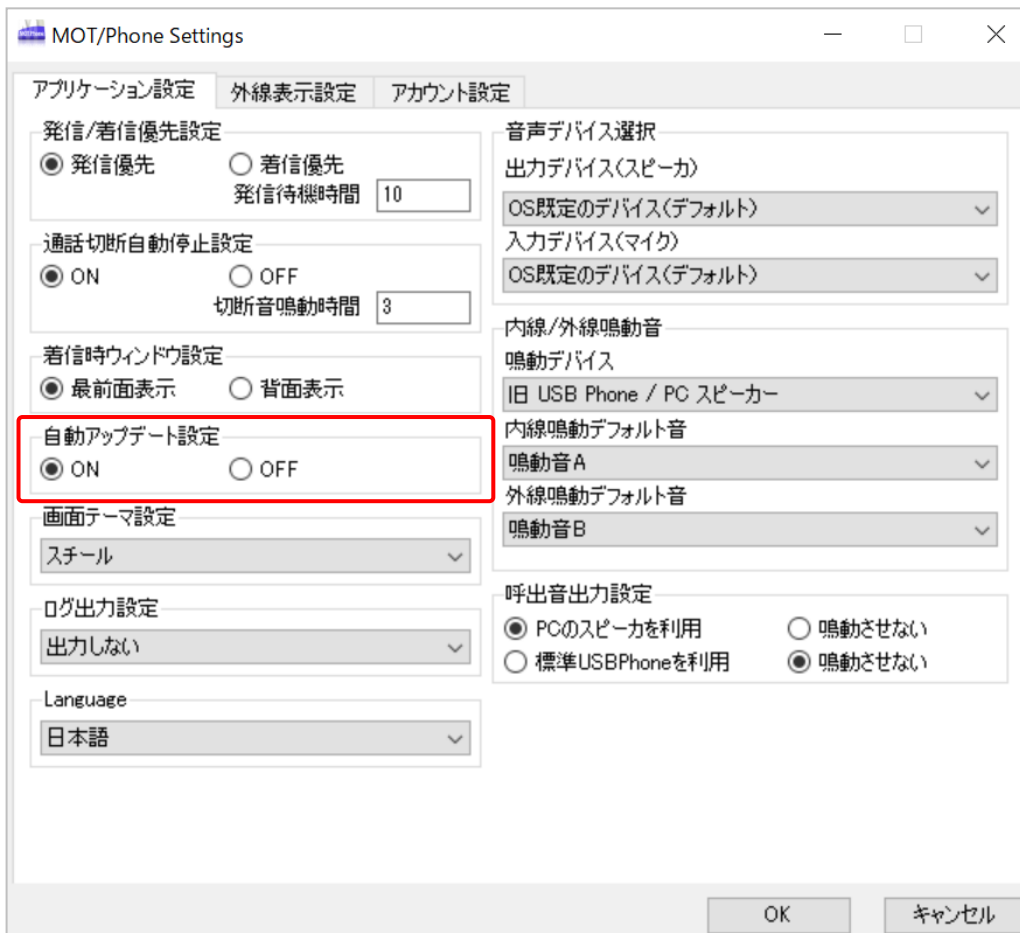 MOT/Phone Settings
アプリケーション設定 外線表示設定 アカウント設定
発信/着信優先設定
発信優先 着信優先
発信待機時間 10
通話切断自動停止設定
ON OFF
切断音鳴動時間 3
着信時ウィンドウ設定
最前面表示 背面表示
自動アップデート設定
ON OFF
画面テーマ設定
スチール
ログ出力設定
出力しない
Language
日本語
音声デバイス選択
出力デバイス(スピーカ)
OS既定のデバイス(デフォルト)
入力デバイス(マイク)
OS既定のデバイス(デフォルト)
内線/外線鳴動音
鳴動デバイス
旧 USB Phone / PC スピーカー
内線鳴動デフォルト音
鳴動音A
外線鳴動デフォルト音
鳴動音B
呼出音出力設定
PCのスピーカを利用 鳴動させない
標準USBPhoneを利用 鳴動させない
OK キャンセル